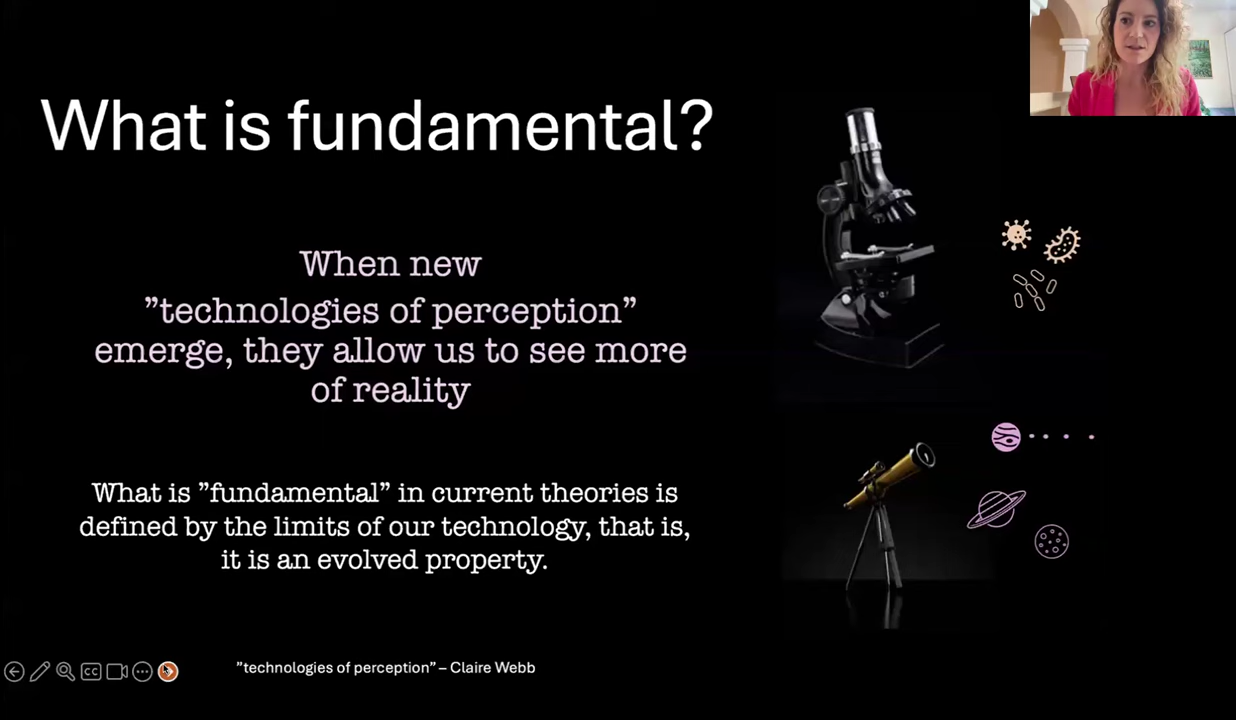 What is fundamental?
When new
”technologies of perception”
emerge, they allow us to see more
of reality
What is ”fundamental” in current theories is
defined by the limits of our technology, that is,
it is an evolved property.
CC
”technologies of perception” – Claire Webb